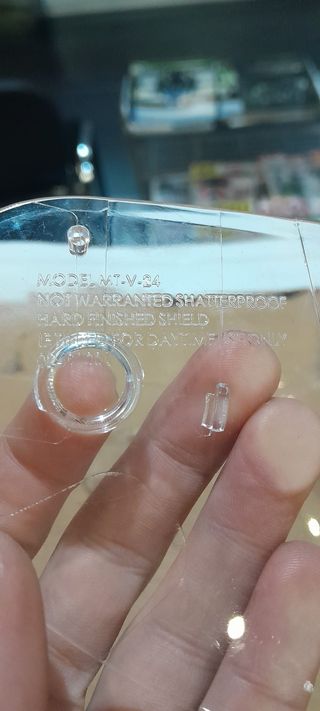 MODEL MT-V-24
NOT WARRANTED SHATTERPROOF
HARD FINISHED SHIELD
FOR DAYTIME USE ONLY